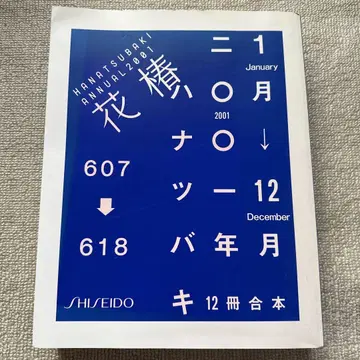 HANATSUBAKI
ANNUAL2001
花椿
ハナツバキ
二〇〇一年
2001
1月
January
↓
12月
December
607
↓
618
SHISEIDO
12冊合本